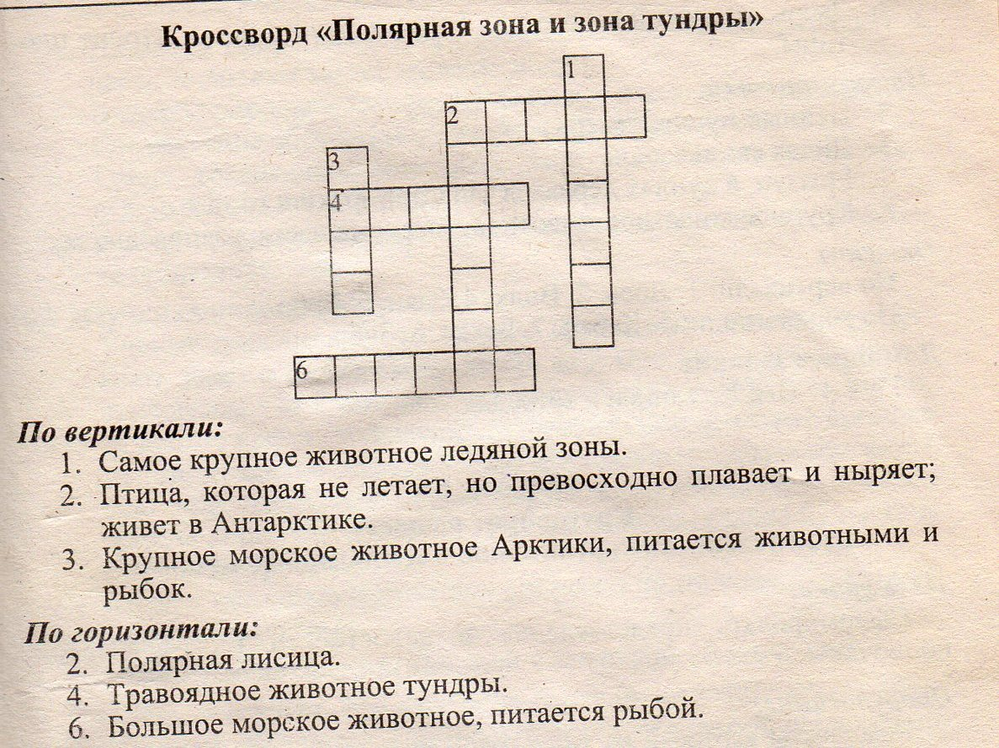 Кроссворд «Полярная зона и зона тундры»
1
2
3
4
6
По вертикали:
1. Самое крупное животное ледяной зоны.
2. Птица, которая не летает, но превосходно плавает и ныряет;
живет в Антарктике.
3. Крупное морское животное Арктики, питается животными и
рыбок.
По горизонтали:
2. Полярная лисица.
4. Травоядное животное тундры.
6. Большое морское животное, питается рыбой.